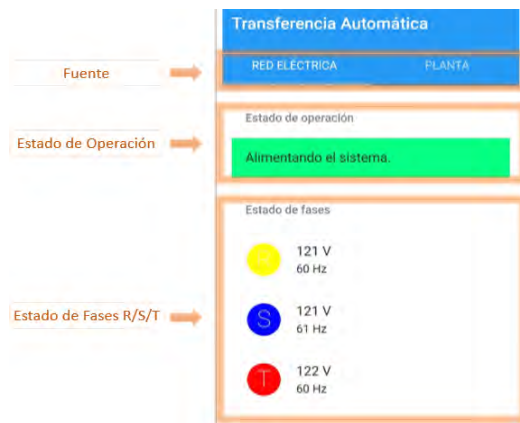 Transferencia Automática
RED ELÉCTRICA PLANTA
Fuente
Estado de operación
Estado de Operación
Alimentando el sistema.
Estado de fases
R
121 V
60 Hz
S
121 V
61 Hz
Estado de Fases R/S/T
T
122 V
60 Hz